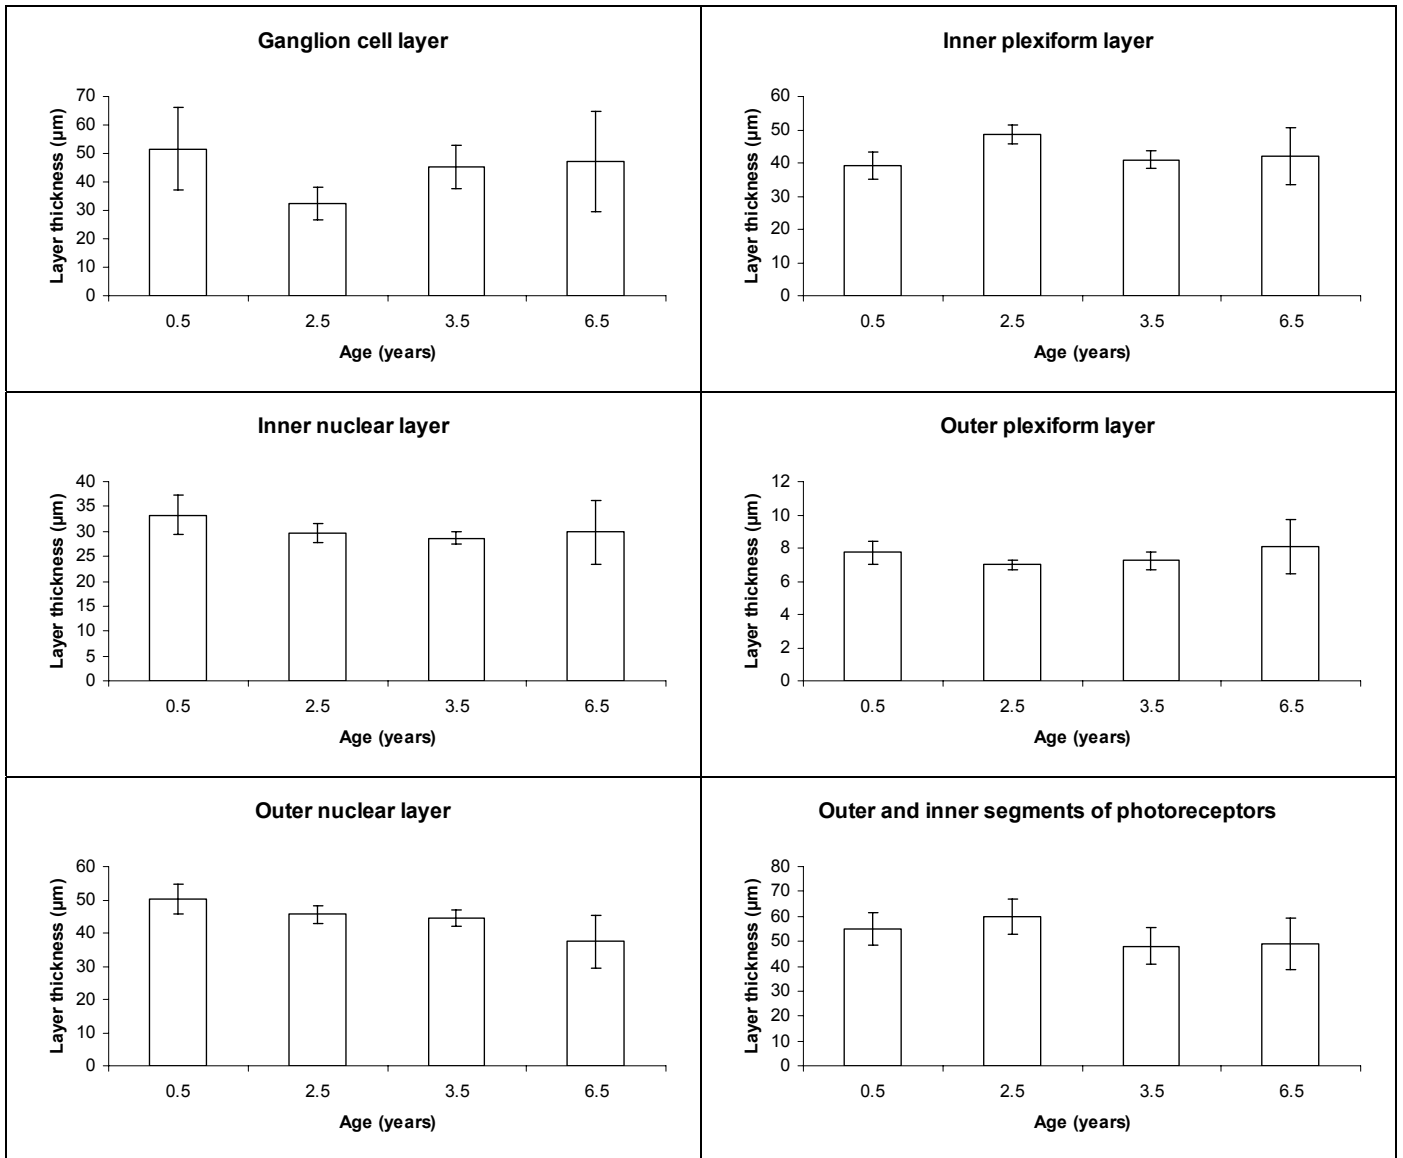 Ganglion cell layer
Layer thickness (µm)
70
60
50
40
30
20
10
0
0.5 2.5 3.5 6.5
Age (years)
Inner plexiform layer
Layer thickness (µm)
60
50
40
30
20
10
0
0.5 2.5 3.5 6.5
Age (years)
Inner nuclear layer
Layer thickness (µm)
40
35
30
25
20
15
10
5
0
0.5 2.5 3.5 6.5
Age (years)
Outer plexiform layer
Layer thickness (µm)
12
10
8
6
4
2
0
0.5 2.5 3.5 6.5
Age (years)
Outer nuclear layer
Layer thickness (µm)
60
50
40
30
20
10
0
0.5 2.5 3.5 6.5
Age (years)
Outer and inner segments of photoreceptors
Layer thickness (µm)
80
70
60
50
40
30
20
10
0
0.5 2.5 3.5 6.5
Age (years)